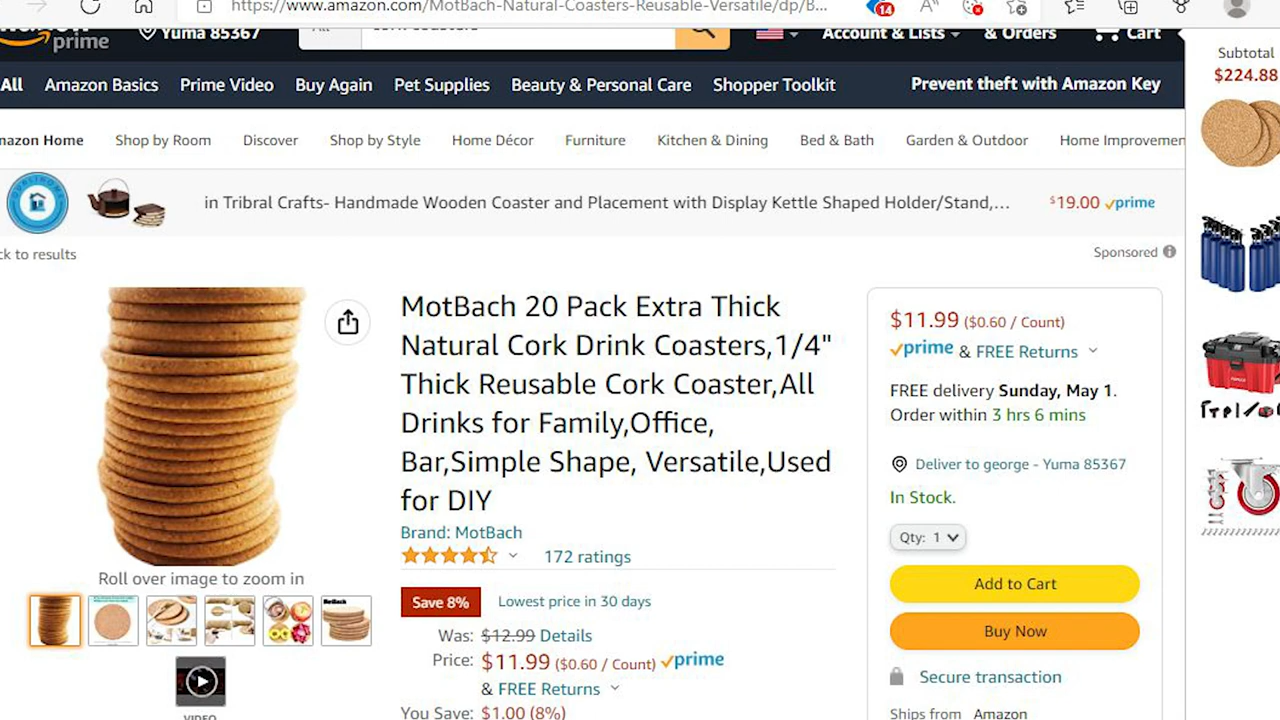 https://www.amazon.com/MotBach-Natural-Coasters-Reusable-Versatile/dp/B...
14
prime
Yuma 85367
All
cork coasters
Account & Lists
& Orders
Cart
All
Amazon Basics
Prime Video
Buy Again
Pet Supplies
Beauty & Personal Care
Shopper Toolkit
Prevent theft with Amazon Key
Subtotal
$224.88
mazon Home
Shop by Room
Discover
Shop by Style
Home Décor
Furniture
Kitchen & Dining
Bed & Bath
Garden & Outdoor
Home Improvemen
in Tribral Crafts- Handmade Wooden Coaster and Placement with Display Kettle Shaped Holder/Stand,...
$19.00 prime
ck to results
Sponsored
MotBach 20 Pack Extra Thick
Natural Cork Drink Coasters,1/4"
Thick Reusable Cork Coaster,All
Drinks for Family,Office,
Bar,Simple Shape, Versatile,Used
for DIY
Brand: MotBach
172 ratings
Save 8%
Lowest price in 30 days
Was: $12.99 Details
Price: $11.99 ($0.60 / Count) prime
& FREE Returns
You Save: $1.00 (8%)
Roll over image to zoom in
VIDEO
$11.99 ($0.60 / Count)
prime & FREE Returns
FREE delivery Sunday, May 1.
Order within 3 hrs 6 mins
Deliver to george - Yuma 85367
In Stock.
Qty: 1
Add to Cart
Buy Now
Secure transaction
Ships from Amazon